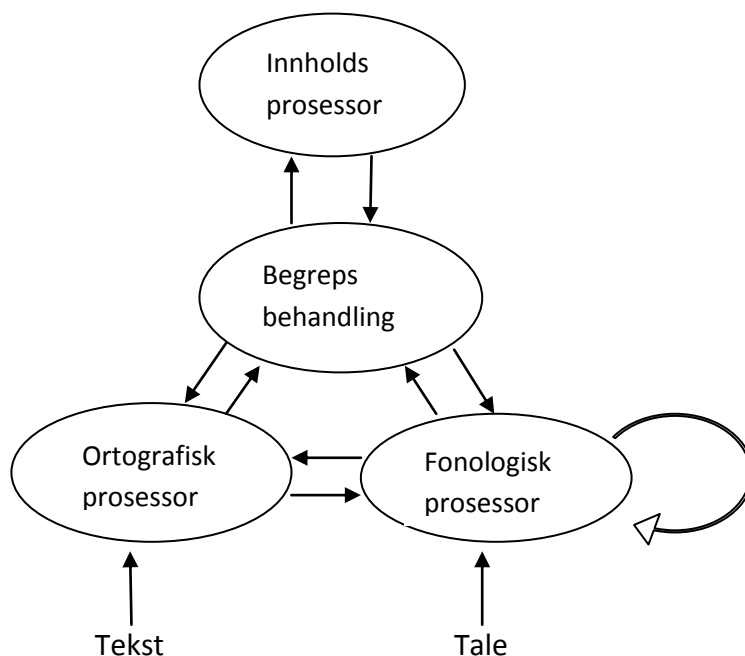 Innholds
prosessor
Begreps
behandling
Ortografisk
prosessor
Fonologisk
prosessor
Tekst
Tale